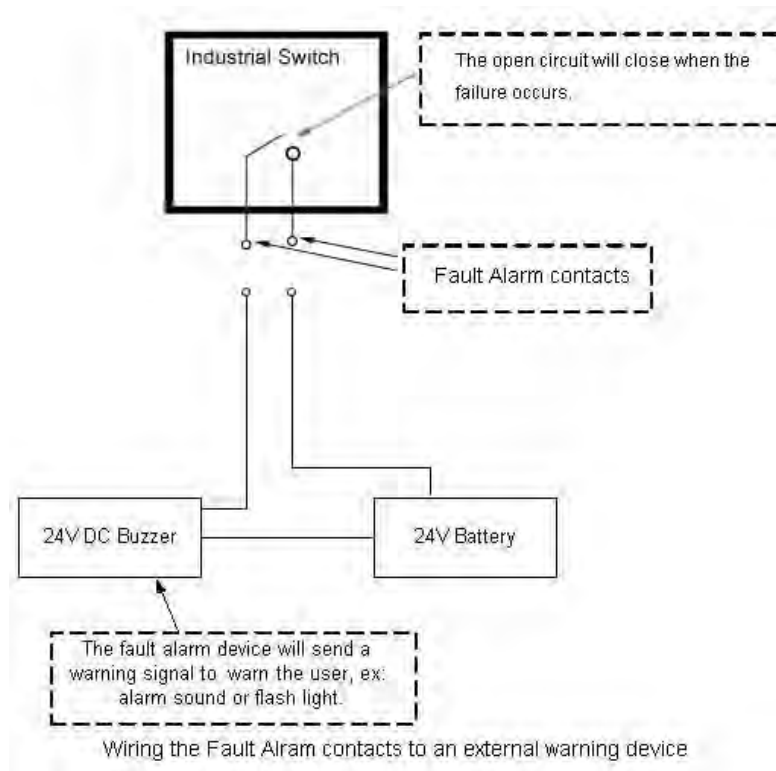 Industrial Switch
The open circuit will close when the
failure occurs.
Fault Alarm contacts
24V DC Buzzer
24V Battery
The fault alarm device will send a
warning signal to warn the user, ex:
alarm sound or flash light.
Wiring the Fault Alram contacts to an external warning device